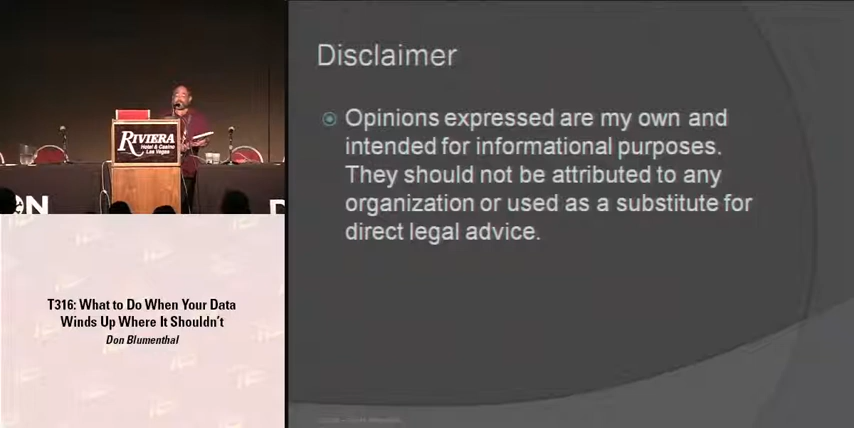 RIVIERA
Hotel & Casino
Las Vegas
ON
D
T316: What to Do When Your Data
Winds Up Where It Shouldn't
Don Blumenthal
Disclaimer
Opinions expressed are my own and
intended for informational purposes.
They should not be attributed to any
organization or used as a substitute for
direct legal advice.